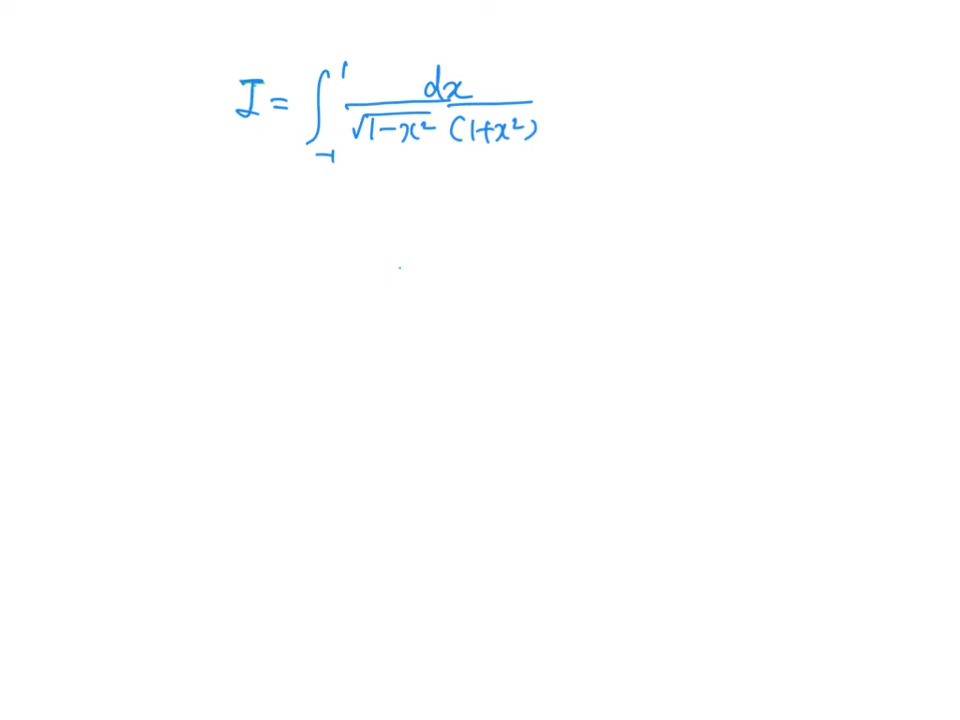 I = ∫_{-1}^{1} dx / (√(1-x²) (1+x²))